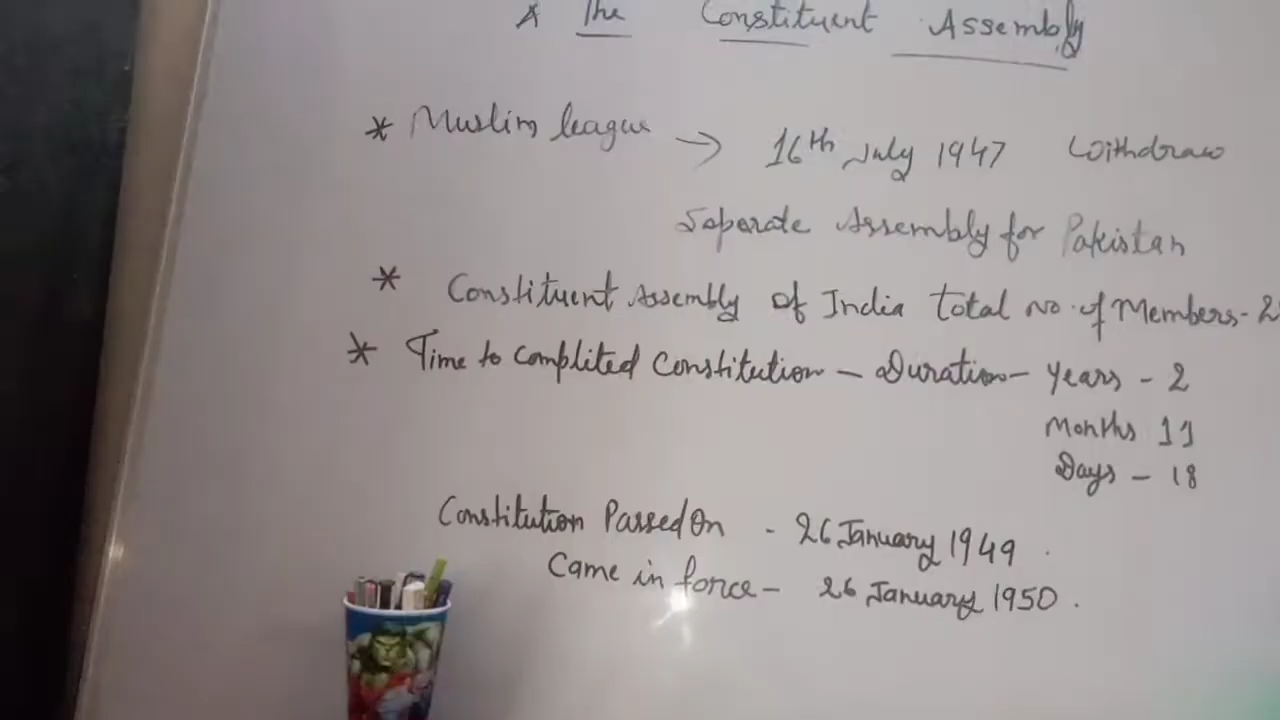 * The Constituent Assembly
* Muslim league → 16th July 1947 Withdraw
Seperate Assembly for Pakistan
* Constituent Assembly of India total no. of Members - 2
* Time to Complited Constitution - Duration - Years - 2
Months 11
Days - 18
Constitution Passed On - 26 January 1949.
Came in force - 26 January 1950.